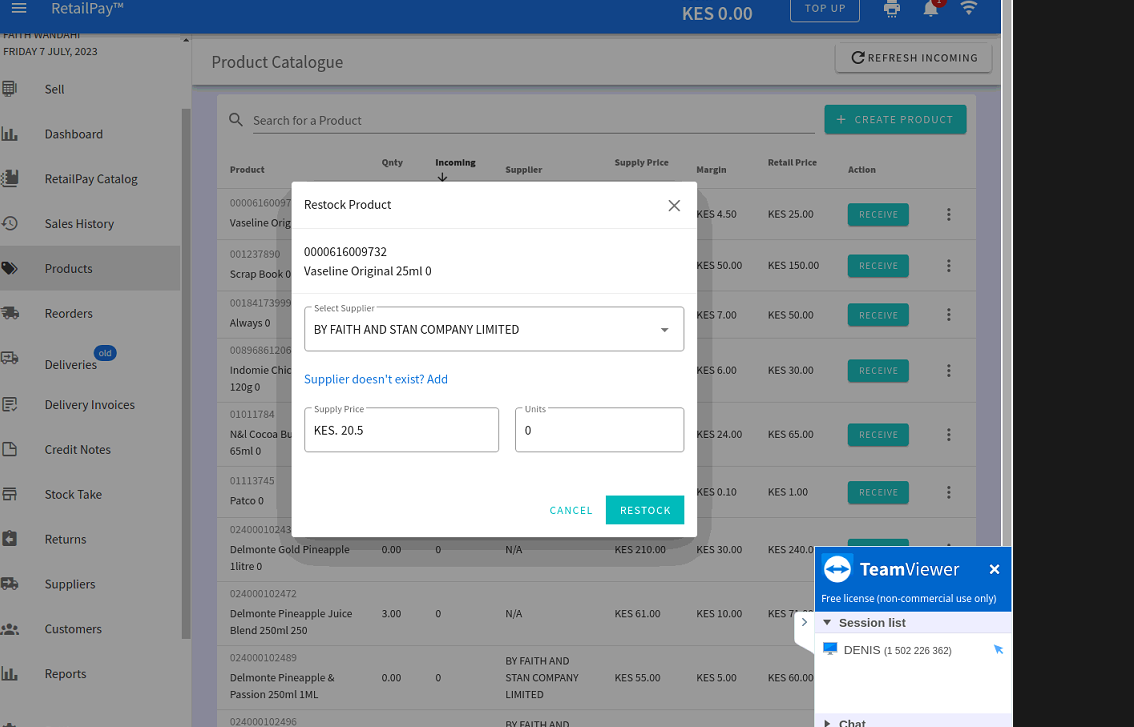 RetailPay™
KES 0.00
TOP UP
1
FAITH WANDAHI
FRIDAY 7 JULY, 2023
Product Catalogue
REFRESH INCOMING
Sell
Dashboard
RetailPay Catalog
Sales History
Products
Reorders
Deliveries
old
Delivery Invoices
Credit Notes
Stock Take
Returns
Suppliers
Customers
Reports
Search for a Product
+ CREATE PRODUCT
Product Qnty Incoming Supplier Supply Price Margin Retail Price Action
0000616009
Vaseline Orig KES 4.50 KES 25.00 RECEIVE
001237890
Scrap Book 0 KES 50.00 KES 150.00 RECEIVE
0018417399
Always 0 KES 7.00 KES 50.00 RECEIVE
0089686120
Indomie Chic KES 6.00 KES 30.00 RECEIVE
120g 0
01011784
N&l Cocoa Bu KES 24.00 KES 65.00 RECEIVE
65ml 0
01113745
Patco 0 KES 0.10 KES 1.00 RECEIVE
Restock Product
0000616009732
Vaseline Original 25ml 0
Select Supplier
BY FAITH AND STAN COMPANY LIMITED
Supplier doesn't exist? Add
Supply Price
KES. 20.5
Units
0
CANCEL
RESTOCK
0240001024
Delmonte Gold Pineapple 0.00 0 N/A KES 210.00 KES 30.00 KES 240.0
1litre 0
024000102472
Delmonte Pineapple Juice 3.00 0 N/A KES 61.00 KES 10.00 KES 71
Blend 250ml 250
024000102489
Delmonte Pineapple & 0.00 0 BY FAITH AND STAN COMPANY LIMITED KES 55.00 KES 5.00 KES 60.00
Passion 250ml 1ML
024000102496
BY FAITH AND
TeamViewer
Free license (non-commercial use only)
Session list
DENIS (1 502 226 362)
Chat